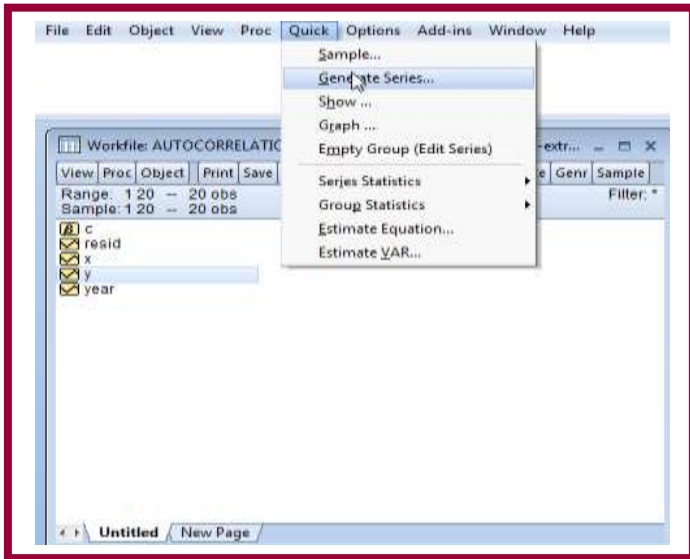 File Edit Object View Proc Quick Options Add-ins Window Help
Sample...
Generate Series...
Show ...
Graph ...
Empty Group (Edit Series)
Series Statistics
Group Statistics
Estimate Equation...
Estimate VAR...
Workfile: AUTOCORRELATIO
-extr...
View Proc Object Print Save
Genr Sample
Range: 1 20 -- 20 obs
Filter: *
Sample: 1 20 -- 20 obs
c
resid
x
y
year
Untitled New Page